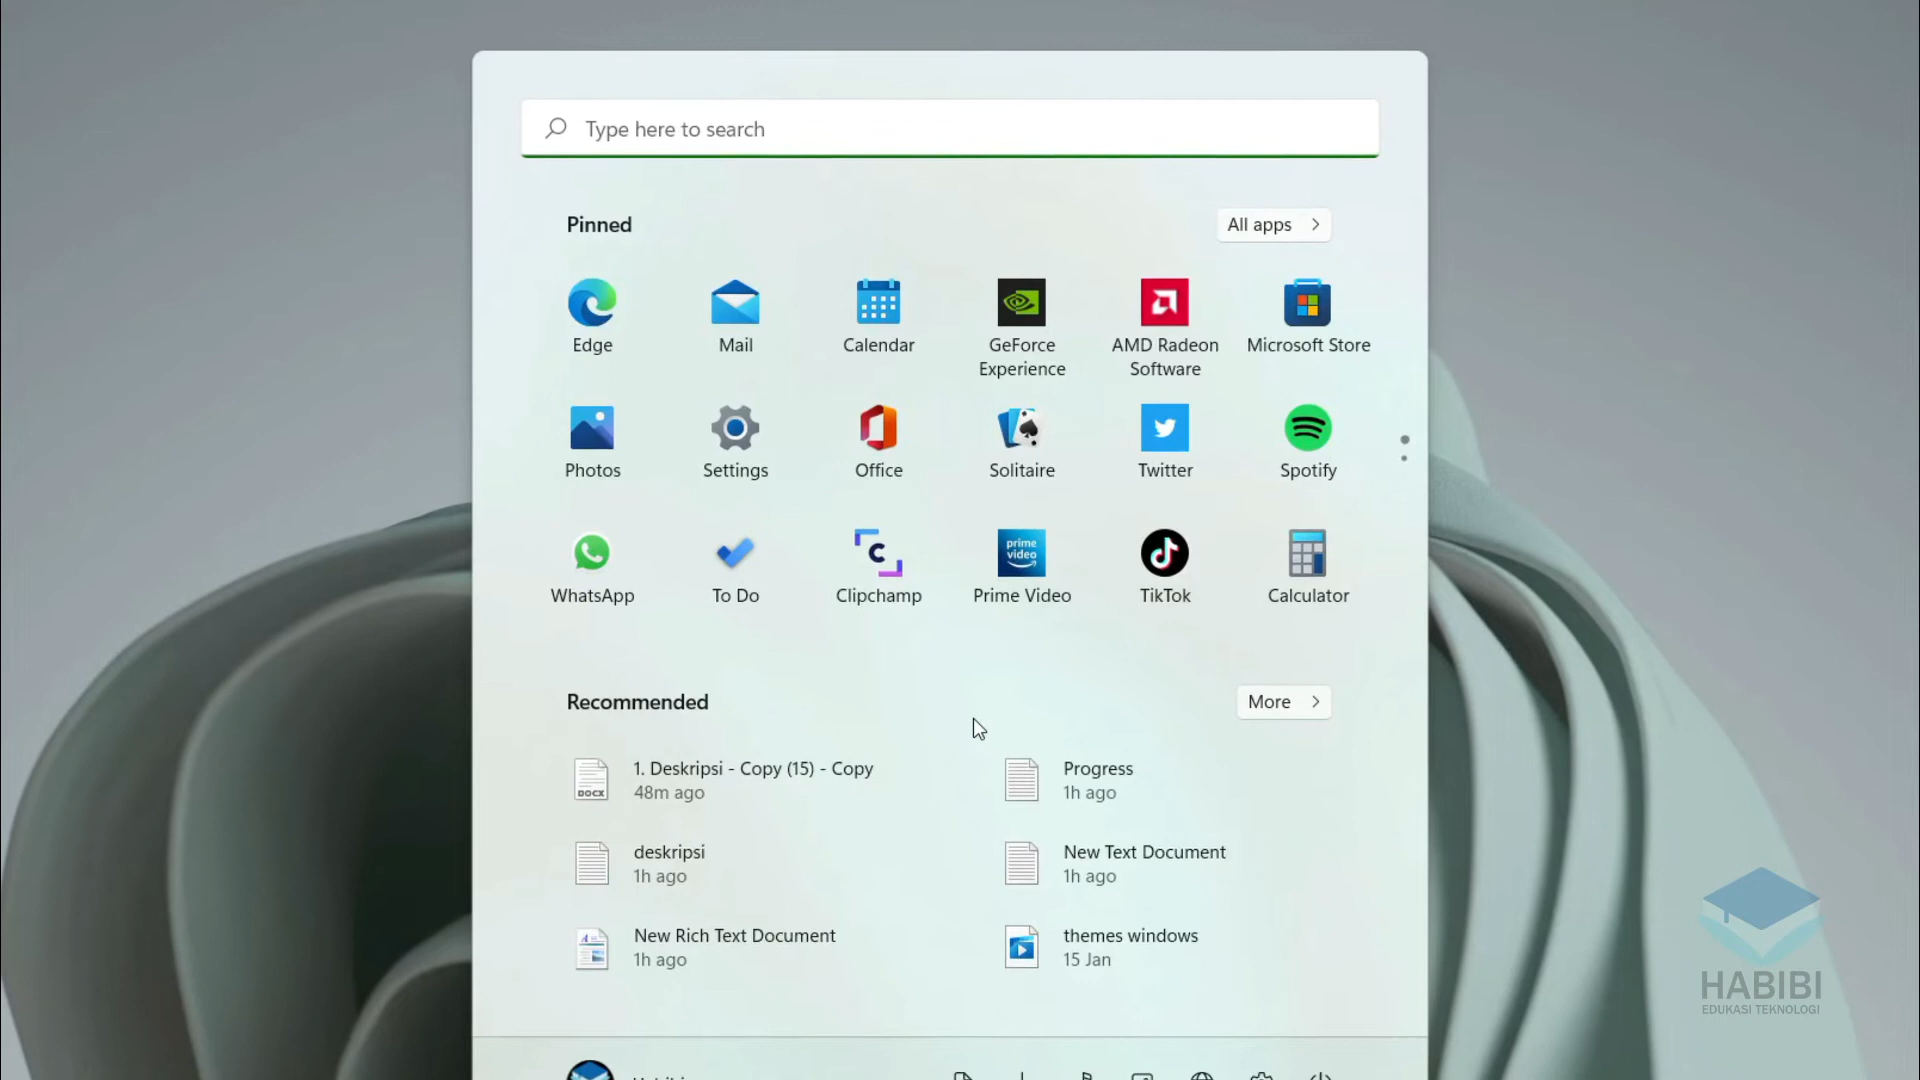 Type here to search
Pinned
All apps
Edge
Mail
Calendar
GeForce
Experience
AMD Radeon
Software
Microsoft Store
Photos
Settings
Office
Solitaire
Twitter
Spotify
WhatsApp
To Do
Clipchamp
prime
video
Prime Video
TikTok
Calculator
Recommended
More
DOCX
1. Deskripsi - Copy (15) - Copy
48m ago
Progress
1h ago
deskripsi
1h ago
New Text Document
1h ago
New Rich Text Document
1h ago
themes windows
15 Jan
HABIBI
EDUKASI TEKNOLOGI